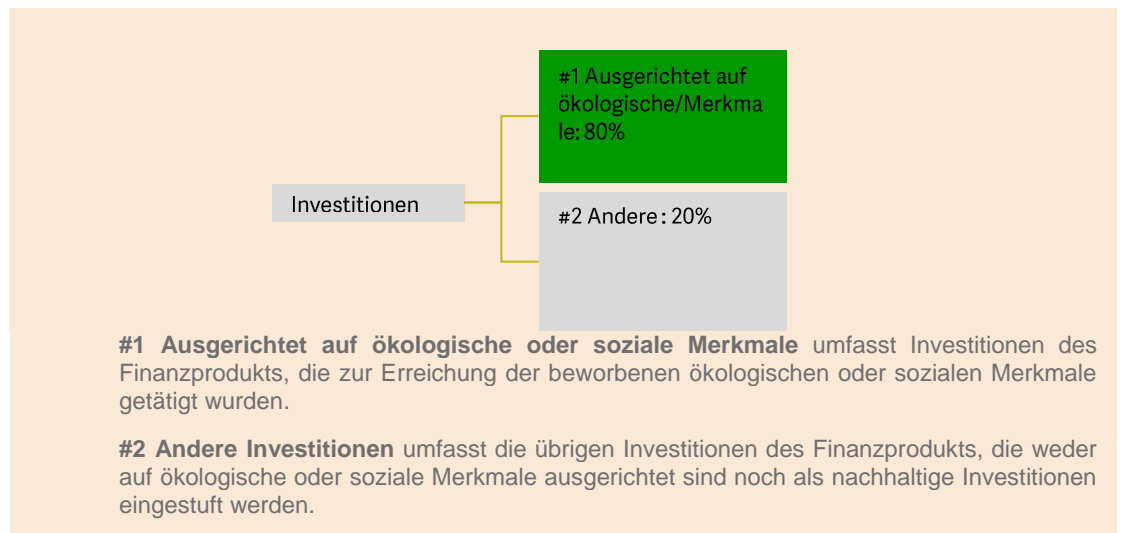 #1 Ausgerichtet auf
ökologische/Merkma
le: 80%
Investitionen
#2 Andere : 20%
#1 Ausgerichtet auf ökologische oder soziale Merkmale umfasst Investitionen des
Finanzprodukts, die zur Erreichung der beworbenen ökologischen oder sozialen Merkmale
getätigt wurden.
#2 Andere Investitionen umfasst die übrigen Investitionen des Finanzprodukts, die weder
auf ökologische oder soziale Merkmale ausgerichtet sind noch als nachhaltige Investitionen
eingestuft werden.